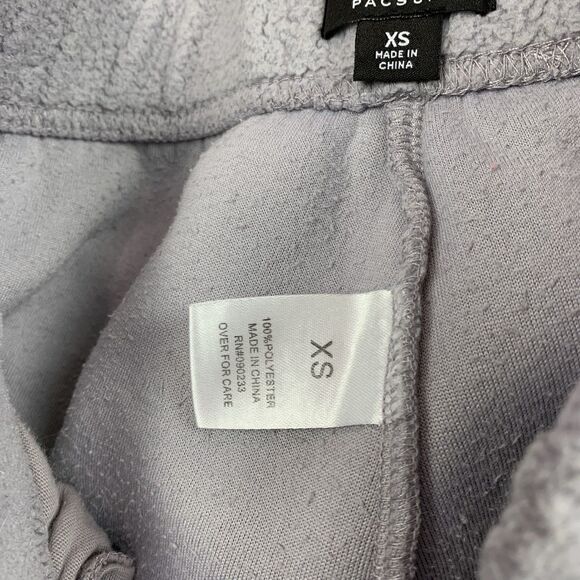 XS
MADE IN
CHINA
XS
100%POLYESTER
MADE IN CHINA
RN#090233
OVER FOR CARE